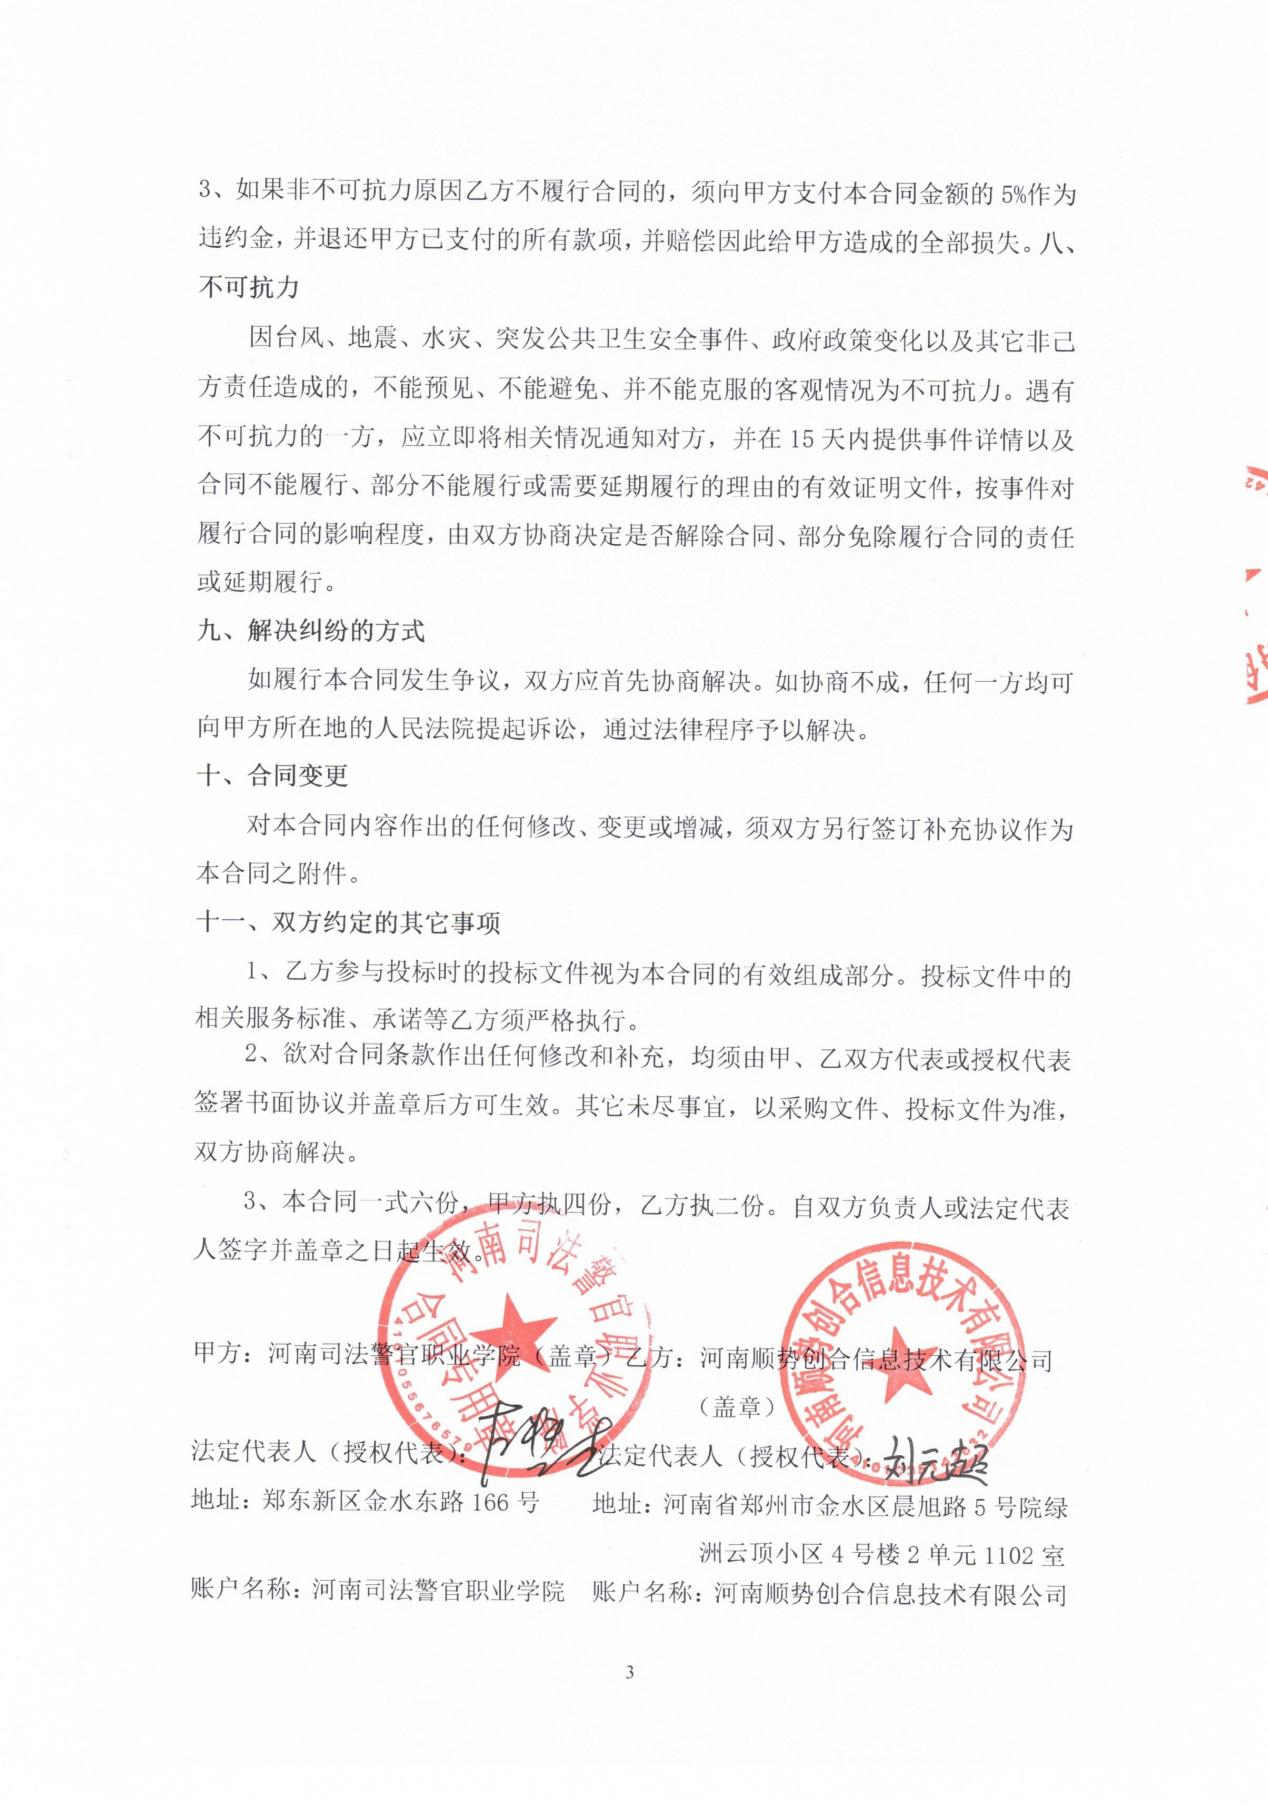 3、如果非不可抗力原因乙方不履行合同的，须向甲方支付本合同金额的 5%作为
违约金，并退还甲方已支付的所有款项，并赔偿因此给甲方造成的全部损失。八、
不可抗力
因台风、地震、水灾、突发公共卫生安全事件、政府政策变化以及其它非己
方责任造成的，不能预见、不能避免、并不能克服的客观情况为不可抗力。遇有
不可抗力的一方，应立即将相关情况通知对方，并在 15 天内提供事件详情以及
合同不能履行、部分不能履行或需要延期履行的理由的有效证明文件，按事件对
履行合同的影响程度，由双方协商决定是否解除合同、部分免除履行合同的责任
或延期履行。
九、解决纠纷的方式
如履行本合同发生争议，双方应首先协商解决。如协商不成，任何一方均可
向甲方所在地的人民法院提起诉讼，通过法律程序予以解决。
十、合同变更
对本合同内容作出的任何修改、变更或增减，须双方另行签订补充协议作为
本合同之附件。
十一、双方约定的其它事项
1、乙方参与投标时的投标文件视为本合同的有效组成部分。投标文件中的
相关服务标准、承诺等乙方须严格执行。
2、欲对合同条款作出任何修改和补充，均须由甲、乙双方代表或授权代表
签署书面协议并盖章后方可生效。其它未尽事宜，以采购文件、投标文件为准，
双方协商解决。
3、本合同一式六份，甲方执四份，乙方执二份。自双方负责人或法定代表
人签字并盖章之日起生效。
河南司法警官职业学院
合同专用章
4101055676579
河南顺势创合信息技术有限公司
甲方：河南司法警官职业学院（盖章）乙方：河南顺势创合信息技术有限公司
（盖章）
法定代表人（授权代表）： 法定代表人（授权代表）：刘元超
地址：郑东新区金水东路 166 号 地址：河南省郑州市金水区晨旭路 5 号院绿
洲云顶小区 4 号楼 2 单元 1102 室
账户名称：河南司法警官职业学院 账户名称：河南顺势创合信息技术有限公司
3